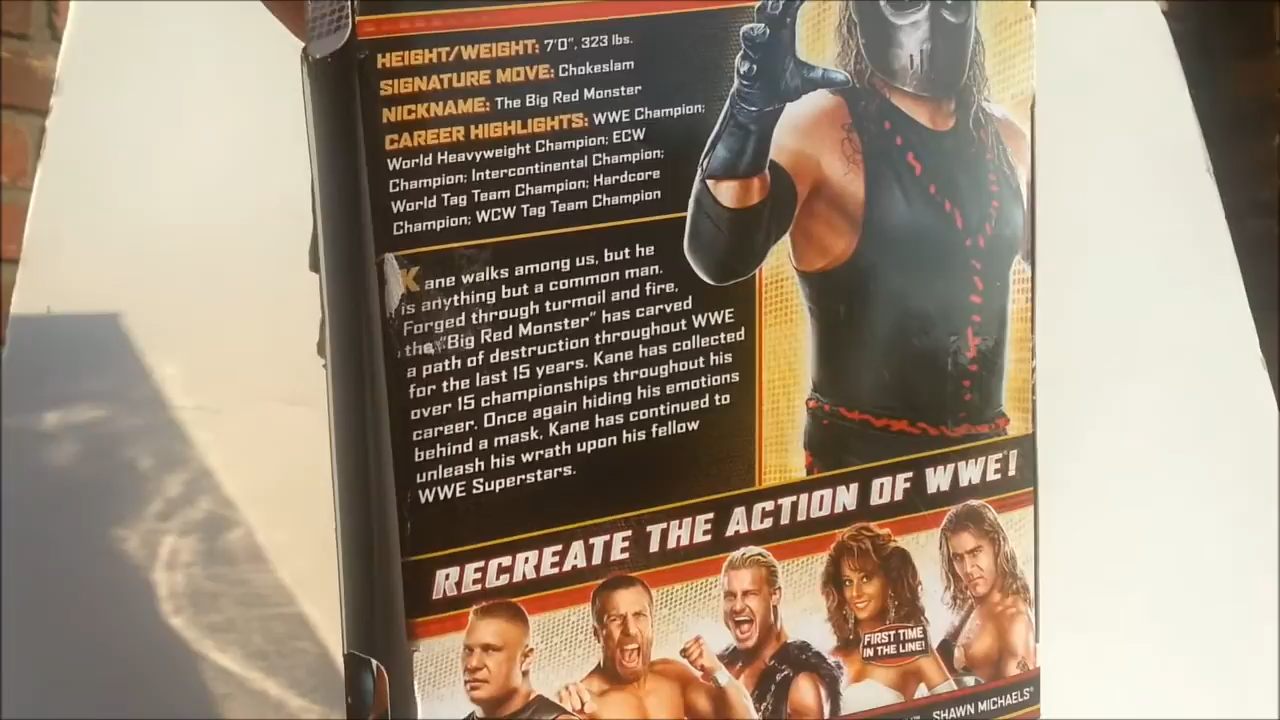 HEIGHT/WEIGHT: 7'0", 323 lbs.
SIGNATURE MOVE: Chokeslam
NICKNAME: The Big Red Monster
CAREER HIGHLIGHTS: WWE Champion;
World Heavyweight Champion; ECW
Champion; Intercontinental Champion;
World Tag Team Champion; Hardcore
Champion; WCW Tag Team Champion
Kane walks among us, but he
is anything but a common man.
Forged through turmoil and fire,
the "Big Red Monster" has carved
a path of destruction throughout WWE
for the last 15 years. Kane has collected
over 15 championships throughout his
career. Once again hiding his emotions
behind a mask, Kane has continued to
unleash his wrath upon his fellow
WWE Superstars.
RECREATE THE ACTION OF WWE®!
FIRST TIME
IN THE LINE!
SHAWN MICHAELS®